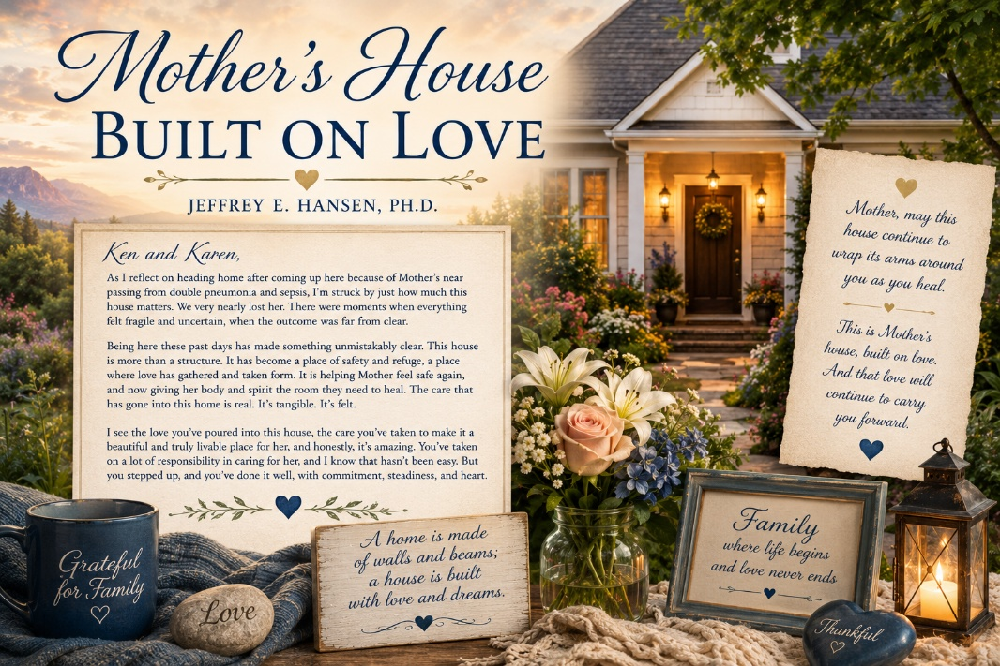 Mother's House
BUILT ON LOVE
JEFFREY E. HANSEN, PH.D.
Ken and Karen,
As I reflect on heading home after coming up here because of Mother's near
passing from double pneumonia and sepsis, I'm struck by just how much this
house matters. We very nearly lost her. There were moments when everything
felt fragile and uncertain, when the outcome was far from clear.
Being here these past days has made something unmistakably clear. This house
is more than a structure. It has become a place of safety and refuge, a place
where love has gathered and taken form. It is helping Mother feel safe again,
and now giving her body and spirit the room they need to heal. The care that
has gone into this home is real. It's tangible. It's felt.
I see the love you've poured into this house, the care you've taken to make it a
beautiful and truly livable place for her, and honestly, it's amazing. You've taken
on a lot of responsibility in caring for her, and I know that hasn't been easy. But
you stepped up, and you've done it well, with commitment, steadiness, and heart.
Mother, may this
house continue to
wrap its arms around
you as you heal.
This is Mother's
house, built on love.
And that love will
continue to carry
you forward.
Grateful
for Family
Love
A home is made
of walls and beams;
a house is built
with love and dreams.
Family
where life begins
and love never ends
Thankful